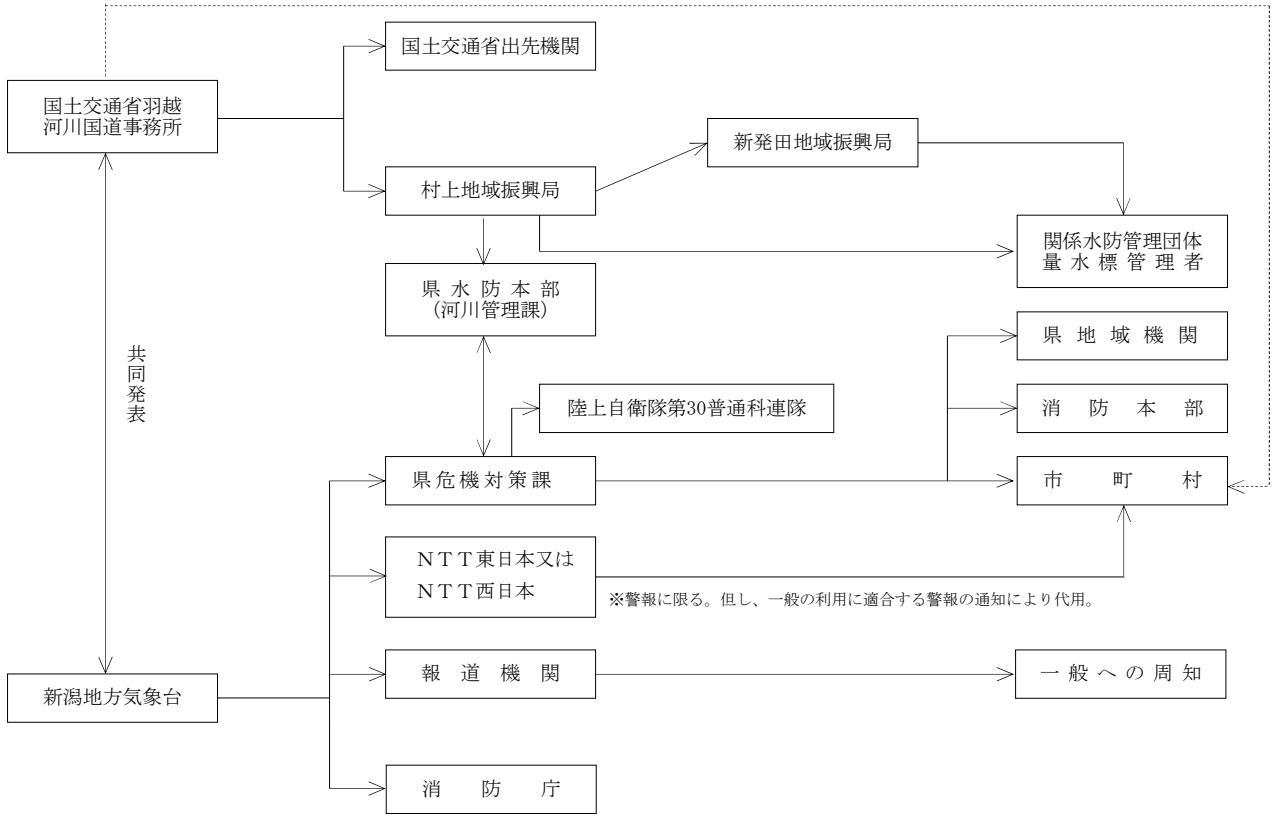 国土交通省出先機関
国土交通省羽越
河川国道事務所
新発田地域振興局
村上地域振興局
関係水防管理団体
量水標管理者
県水防本部
(河川管理課)
県地域機関
共同発表
陸上自衛隊第30普通科連隊
消防本部
県危機対策課
市町村
NTT東日本又は
NTT西日本
※警報に限る。但し、一般の利用に適合する警報の通知により代用。
報道機関
一般への周知
新潟地方気象台
消防庁